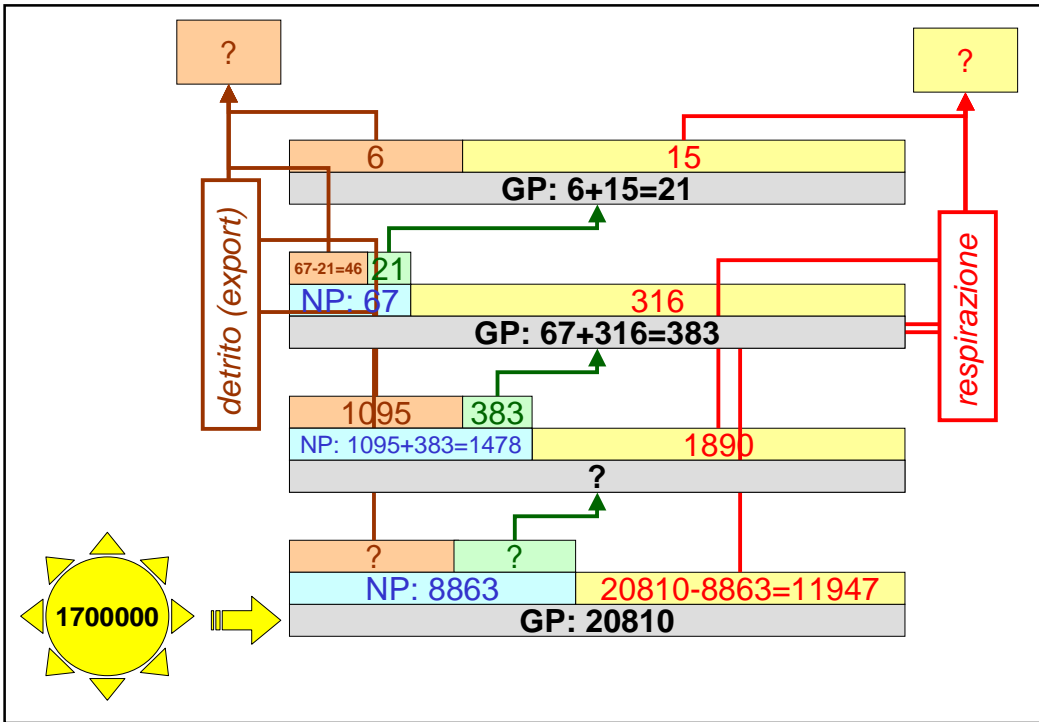 ?
?
6
15
GP: 6+15=21
67-21=46
21
NP: 67
316
GP: 67+316=383
1095
383
NP: 1095+383=1478
1890
?
?
?
NP: 8863
20810-8863=11947
GP: 20810
1700000
detrito (export)
respirazione